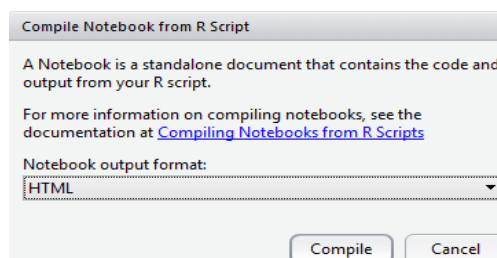 Compile Notebook from R Script
A Notebook is a standalone document that contains the code and
output from your R script.
For more information on compiling notebooks, see the
documentation at Compiling Notebooks from R Scripts
Notebook output format:
HTML
Compile Cancel